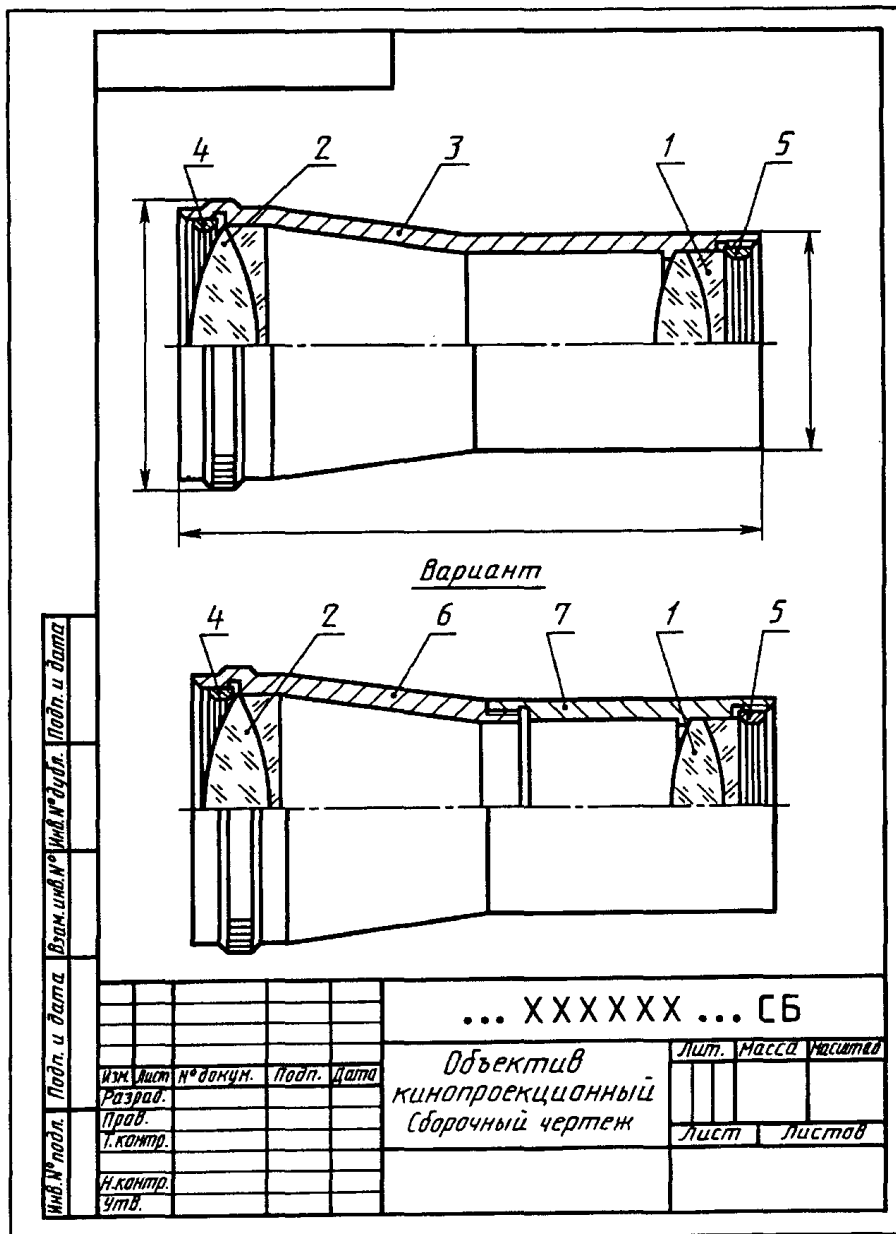 4 2 3 1 5
Вариант
4 2 6 7 1 5
Подп. и дата
Инв.№ дубл.
Взам.инв.№
Подп. и дата
Инв.№ подл.
... XXXXXX ... СБ
Объектив
кинопроекционный
Сборочный чертеж
Лит. Масса Масштаб
Лист Листов
Изм. Лист № докум. Подп. Дата
Разраб.
Пров.
Т.контр.
Н.контр.
Утв.